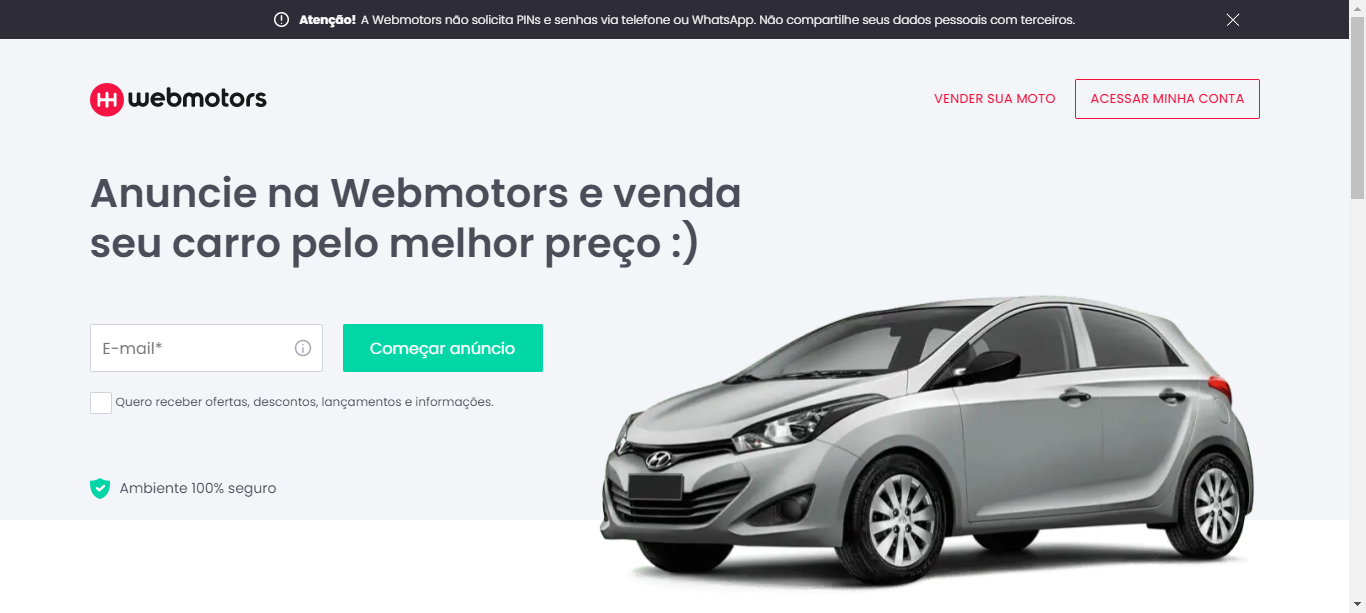 Atenção! A Webmotors não solicita PINs e senhas via telefone ou WhatsApp. Não compartilhe seus dados pessoais com terceiros.
webmotors
VENDER SUA MOTO
ACESSAR MINHA CONTA
Anuncie na Webmotors e venda
seu carro pelo melhor preço :)
E-mail*
Começar anúncio
Quero receber ofertas, descontos, lançamentos e informações.
Ambiente 100% seguro